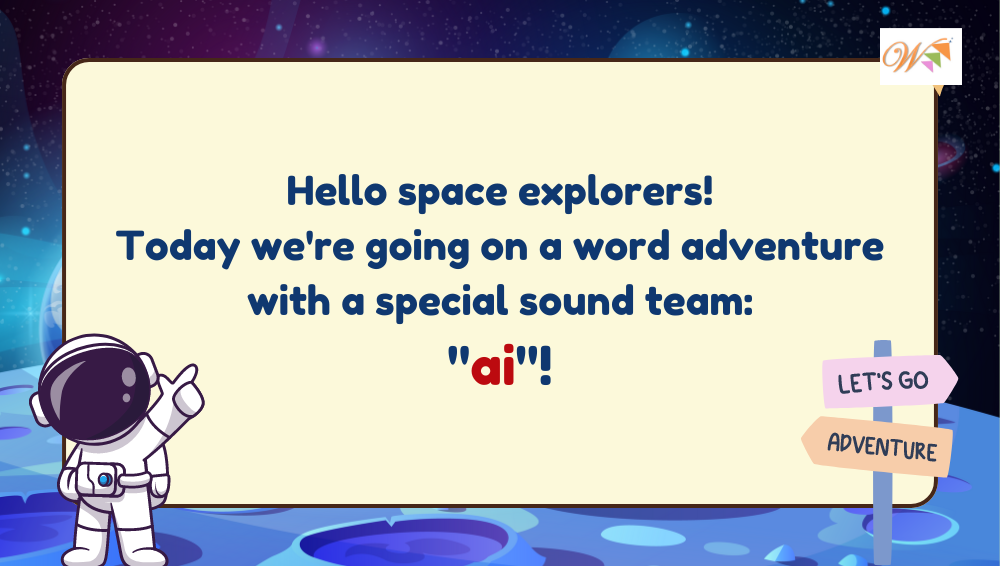 Hello space explorers!
Today we're going on a word adventure
with a special sound team:
"ai"!
LET'S GO
ADVENTURE